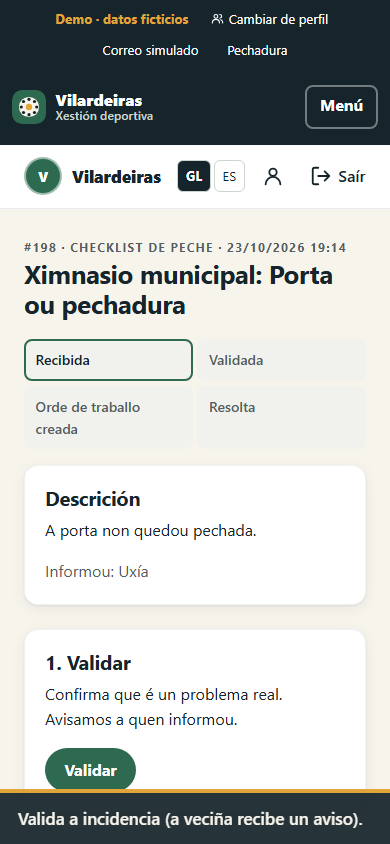 Demo · datos ficticios Cambiar de perfil
Correo simulado Pechadura
Vilardeiras
Xestión deportiva
Menú
V Vilardeiras GL ES Saír
#198 · CHECKLIST DE PECHE · 23/10/2026 19:14
Ximnasio municipal: Porta
ou pechadura
Recibida Validada
Orde de traballo
creada
Resolta
Descrición
A porta non quedou pechada.
Informou: Uxía
1. Validar
Confirma que é un problema real.
Avisamos a quen informou.
Validar
Valida a incidencia (a veciña recibe un aviso).